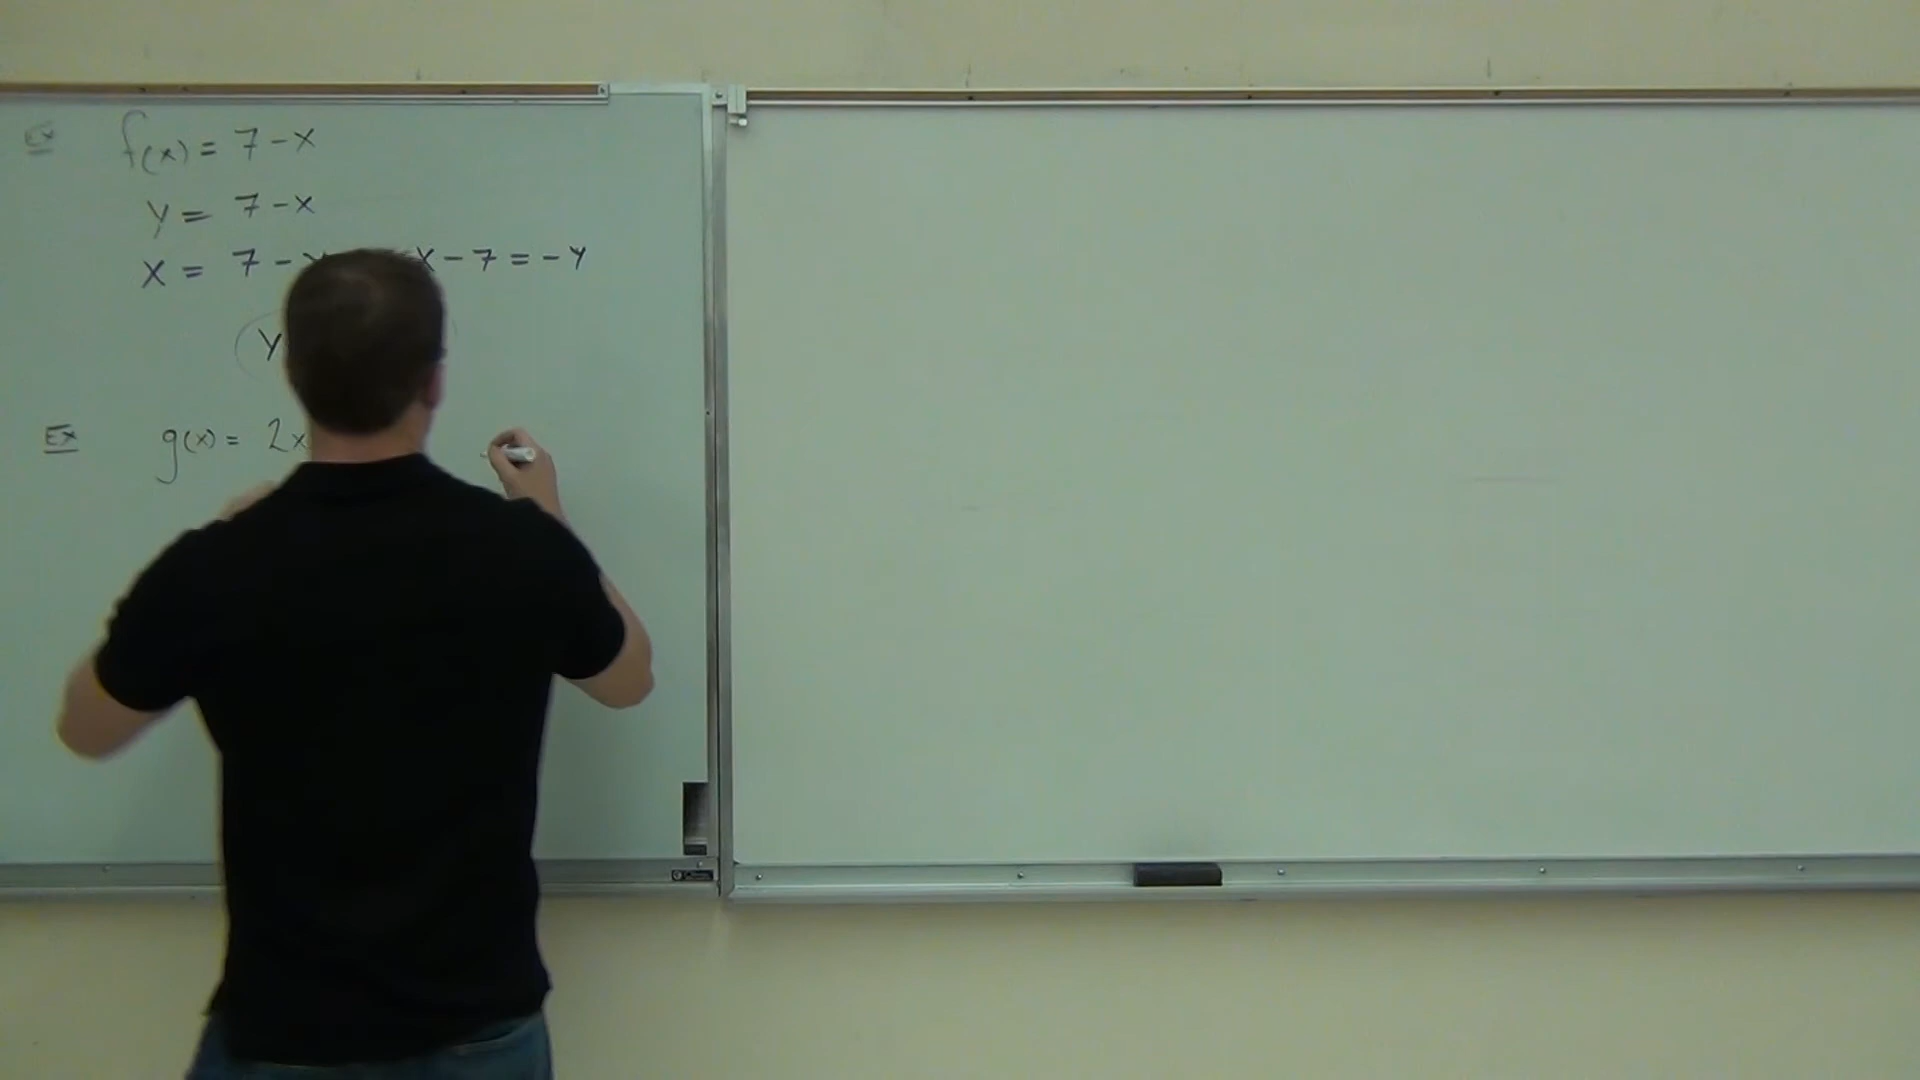 Ex f(x) = 7 - x
y = 7 - x
x = 7 - y x - 7 = - y
y
Ex g(x) = 2x